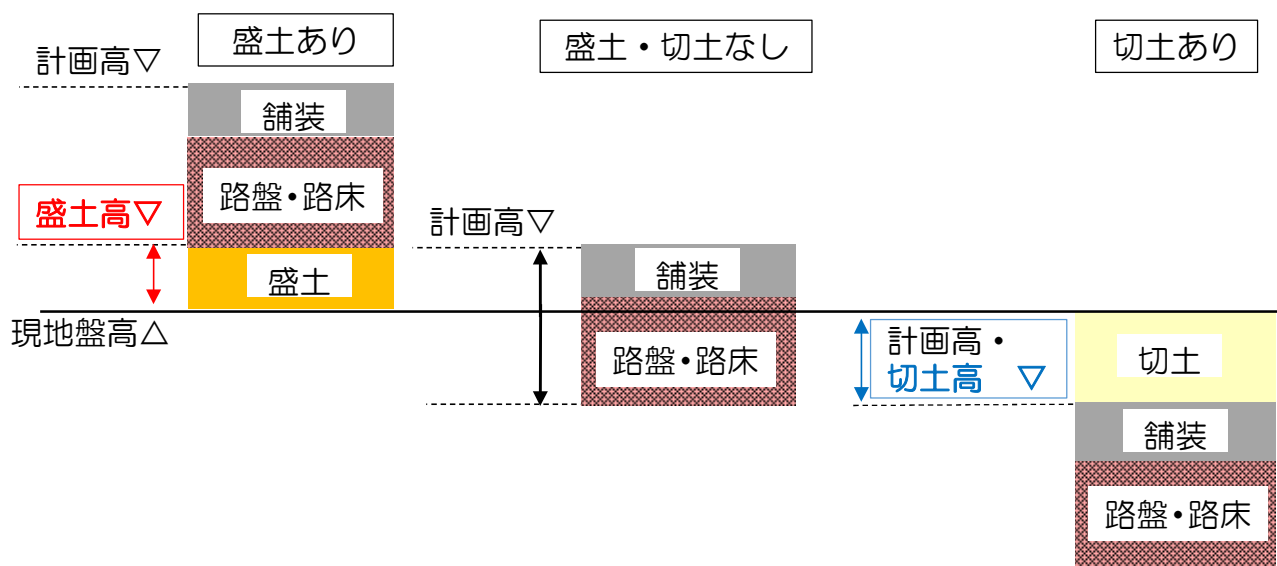 盛土あり
計画高▽
舗装
路盤・路床
盛土高▽
盛土
現地盤高△
盛土・切土なし
計画高▽
舗装
路盤・路床
切土あり
計画高・
切土高 ▽
切土
舗装
路盤・路床